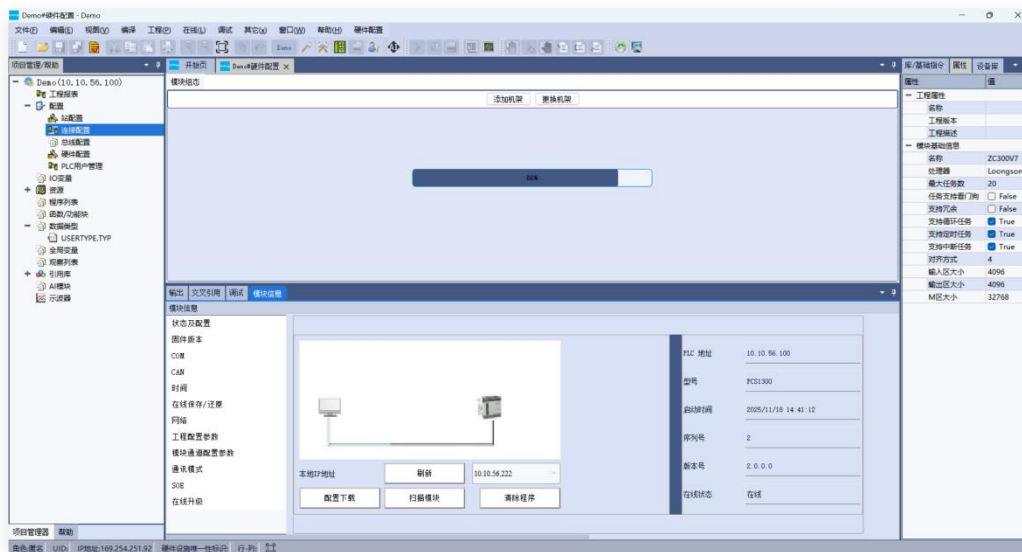 Demo#硬件配置 - Demo
文件(F) 编辑(E) 视图(V) 编译 工程(P) 在线(L) 调试 其它(x) 窗口(W) 帮助(H) 硬件配置
Demo
项目管理/帮助
Demo(10.10.56.100)
工程报表
配置
站配置
连接配置
总线配置
硬件配置
PLC用户管理
IO变量
资源
程序列表
函数/功能块
数据类型
USERTYPE.TYP
全局变量
观察列表
引用库
AI模块
示波器
项目管理器 帮助
开始页 Demo#硬件配置
模块组态
添加机架 更换机架
输出 交叉引用 调试 模块信息
模块信息
状态及配置
固件版本
COM
CAN
时间
在线保存/还原
网络
工程配置参数
模块通道配置参数
通讯模式
SOE
在线升级
本地IP地址 刷新 10.10.56.222
配置下载 扫描模块 清除程序
PLC 地址 10.10.56.100
型号 PCS1300
启动时间 2025/11/18 14:41:12
序列号 2
版本号 2.0.0.0
在线状态 在线
库/基础指令 属性 设备库
属性 值
工程属性
名称
工程版本
工程描述
模块基础信息
名称 ZC300V7
处理器 Loongson
最大任务数 20
任务支持看门狗 False
支持冗余 False
支持循环任务 True
支持定时任务 True
支持中断任务 True
对齐方式 4
输入区大小 4096
输出区大小 4096
M区大小 32768
角色:匿名 UID: IP地址:169.254.251.92 硬件设施唯一性标识: 行-列: